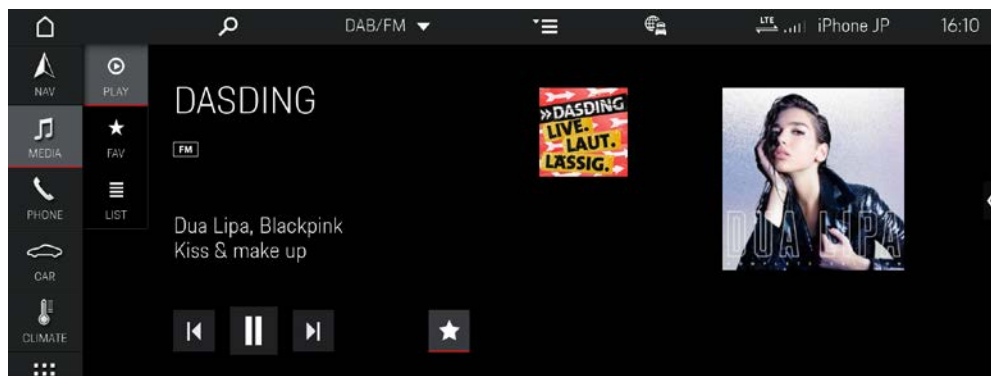 DAB/FM
LTE
iPhone JP
16:10
NAV
MEDIA
PHONE
CAR
CLIMATE
PLAY
FAV
LIST
DASDING
FM
Dua Lipa, Blackpink
Kiss & make up
»DASDING
LIVE.
LAUT.
LÄSSIG.
DUA LIPA